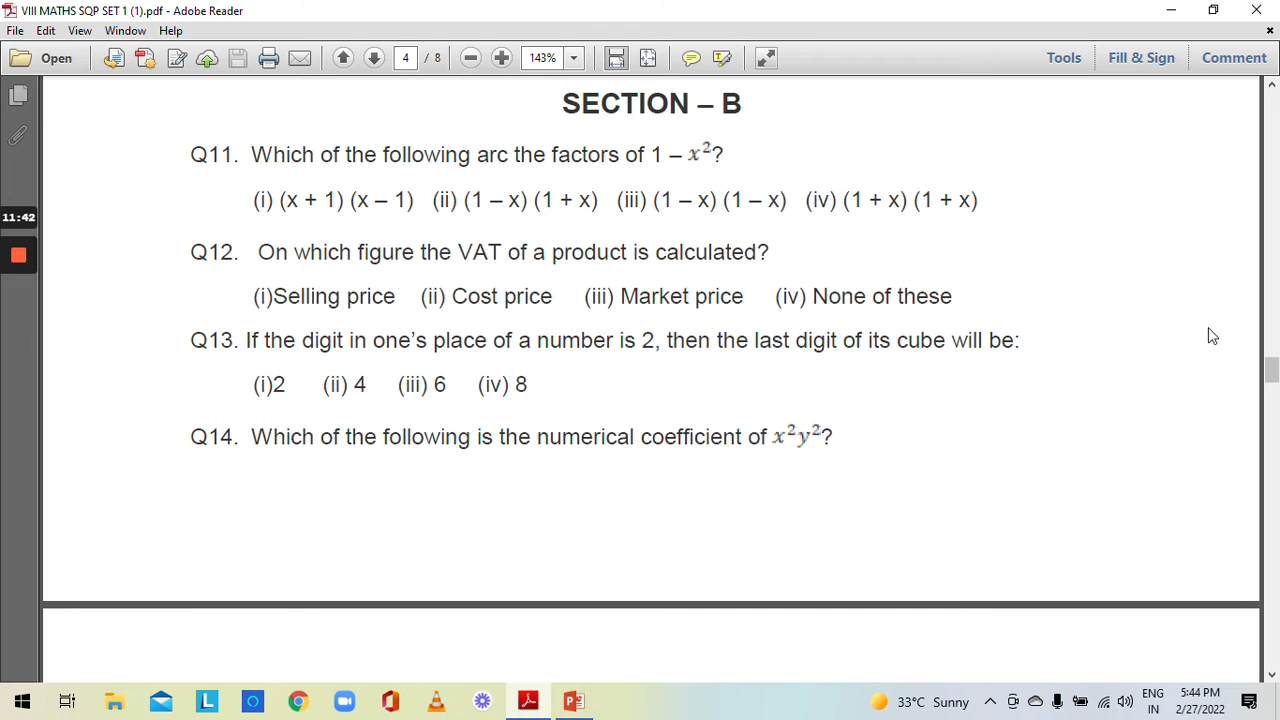 VIII MATHS SQP SET 1 (1).pdf - Adobe Reader
File Edit View Window Help
Open 4 / 8 143% Tools Fill & Sign Comment
SECTION – B
Q11. Which of the following arc the factors of 1 – x²?
(i) (x + 1) (x – 1) (ii) (1 – x) (1 + x) (iii) (1 – x) (1 – x) (iv) (1 + x) (1 + x)
11:42
Q12. On which figure the VAT of a product is calculated?
(i)Selling price (ii) Cost price (iii) Market price (iv) None of these
Q13. If the digit in one’s place of a number is 2, then the last digit of its cube will be:
(i)2 (ii) 4 (iii) 6 (iv) 8
Q14. Which of the following is the numerical coefficient of x²y²?
33°C Sunny ENG IN 5:44 PM 2/27/2022